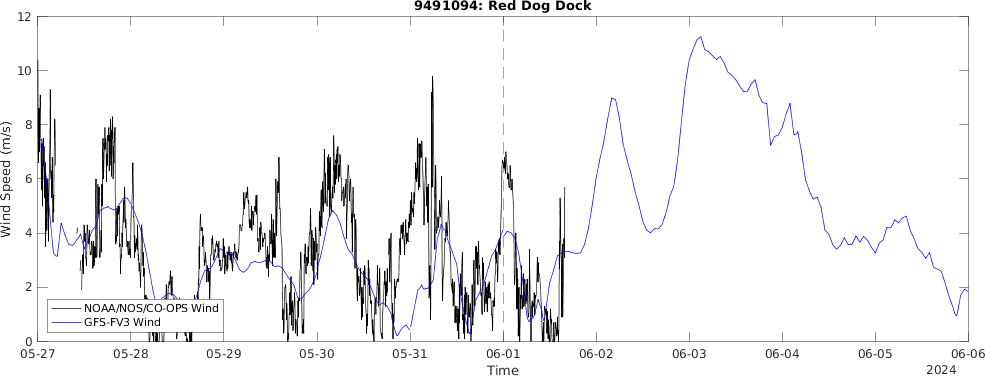 9491094: Red Dog Dock
Wind Speed (m/s)
12
10
8
6
4
2
0
NOAA/NOS/CO-OPS Wind
GFS-FV3 Wind
05-27 05-28 05-29 05-30 05-31 06-01 06-02 06-03 06-04 06-05 06-06
Time
2024